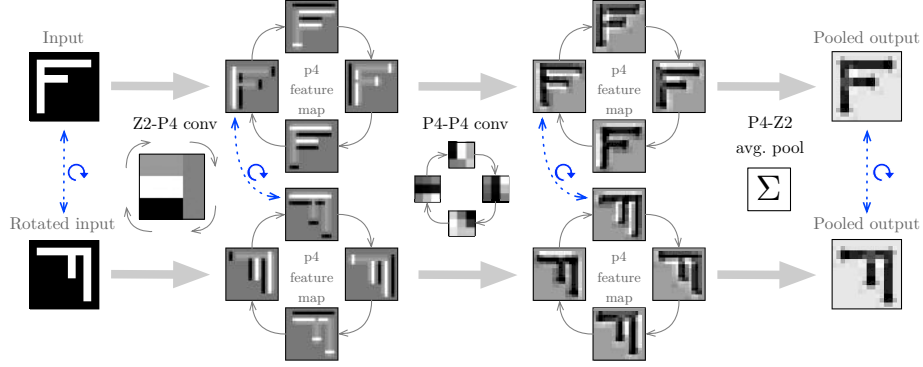 Input
Pooled output
p4
feature
map
p4
feature
map
Z2-P4 conv
P4-P4 conv
P4-Z2
avg. pool
Σ
Rotated input
Pooled output
p4
feature
map
p4
feature
map